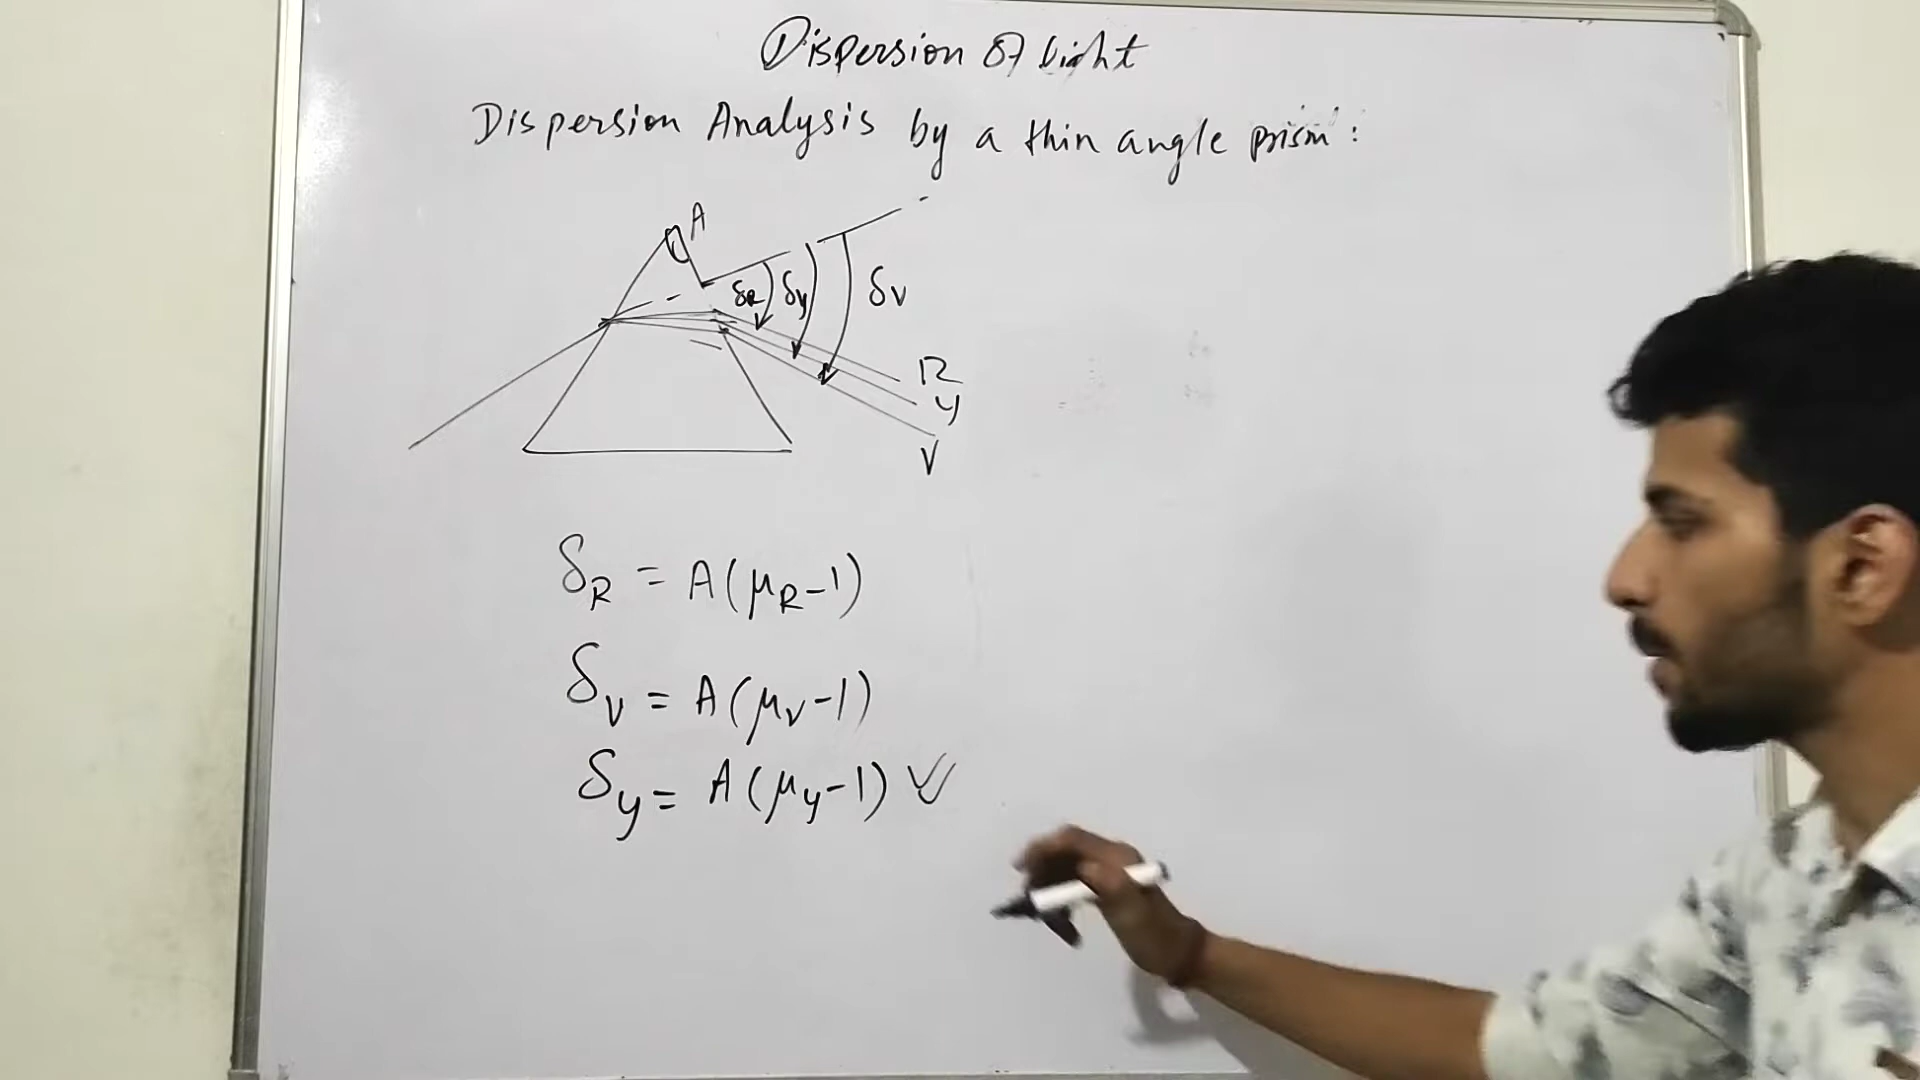 Dispersion Of Light
Dispersion Analysis by a thin angle prism:
A
δR δy δv
R
y
V
δR = A(μR-1)
δv = A(μv-1)
δy = A(μy-1)